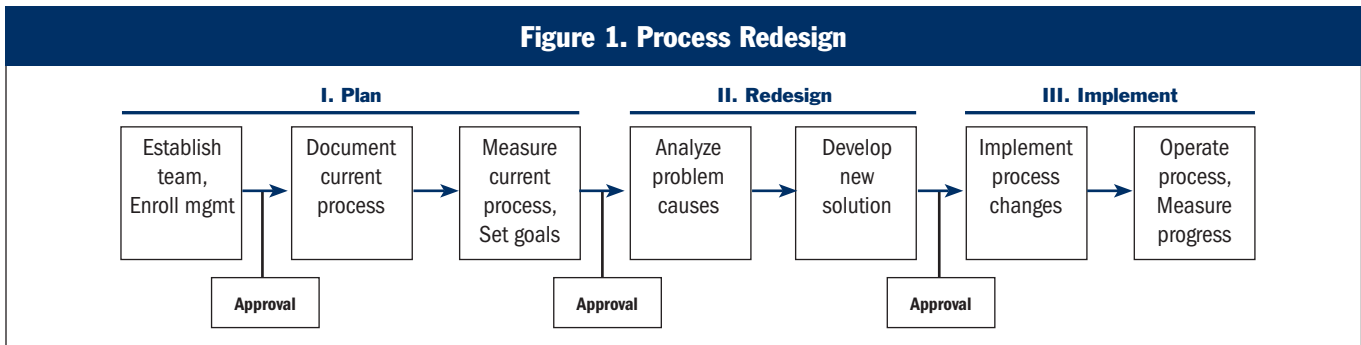 Figure 1. Process Redesign
I. Plan
II. Redesign
III. Implement
Establish
team,
Enroll mgmt
Document
current
process
Measure
current
process,
Set goals
Analyze
problem
causes
Develop
new
solution
Implement
process
changes
Operate
process,
Measure
progress
Approval
Approval
Approval